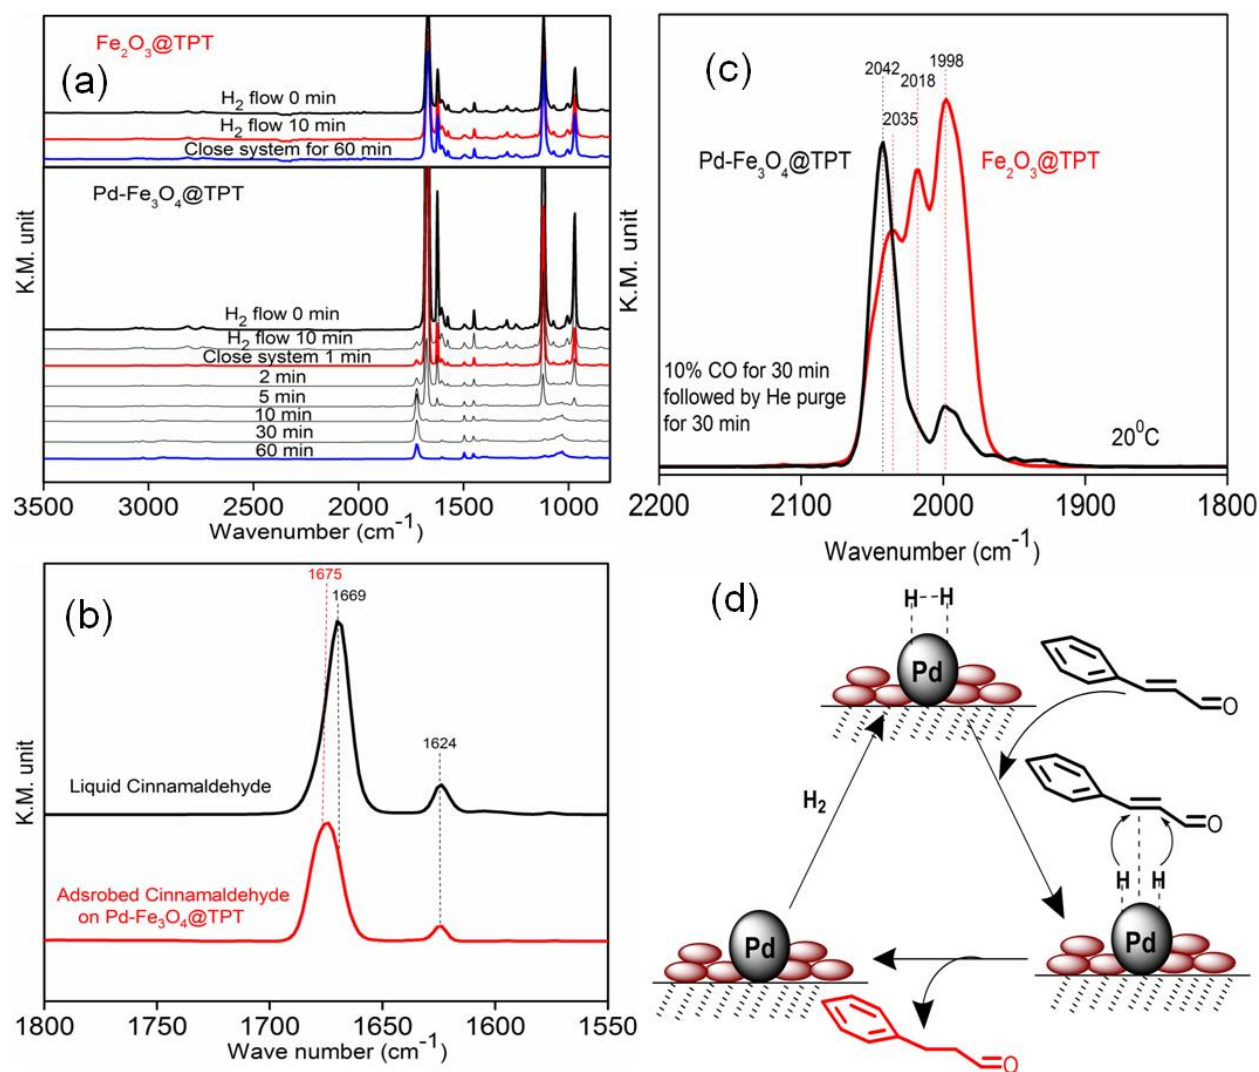 (a)
Fe₂O₃@TPT
H₂ flow 0 min
H₂ flow 10 min
Close system for 60 min
Pd-Fe₃O₄@TPT
H₂ flow 0 min
H₂ flow 10 min
Close system 1 min
2 min
5 min
10 min
30 min
60 min
K.M. unit
3500 3000 2500 2000 1500 1000
Wavenumber (cm⁻¹)
(c)
2042 2018 1998
2035
Pd-Fe₃O₄@TPT
Fe₂O₃@TPT
10% CO for 30 min
followed by He purge
for 30 min
20⁰C
K.M. unit
2200 2100 2000 1900 1800
Wavenumber (cm⁻¹)
(b)
1675
1669
1624
Liquid Cinnamaldehyde
Adsrobed Cinnamaldehyde
on Pd-Fe₃O₄@TPT
K.M. unit
1800 1750 1700 1650 1600 1550
Wave number (cm⁻¹)
(d)
H H
Pd
O
H₂
O
H H
Pd
Pd
O